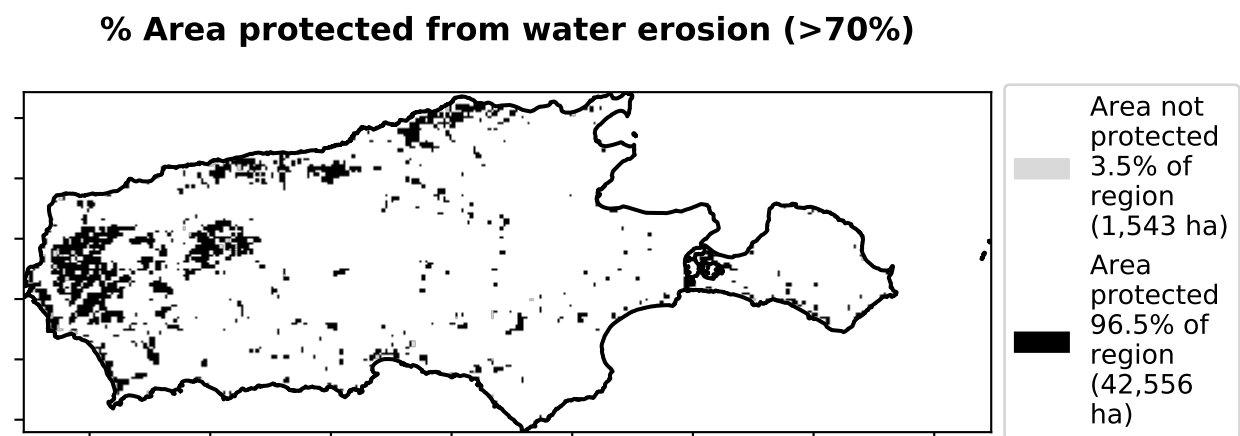 % Area protected from water erosion (>70%)
Area not
protected
3.5% of
region
(1,543 ha)
Area
protected
96.5% of
region
(42,556
ha)